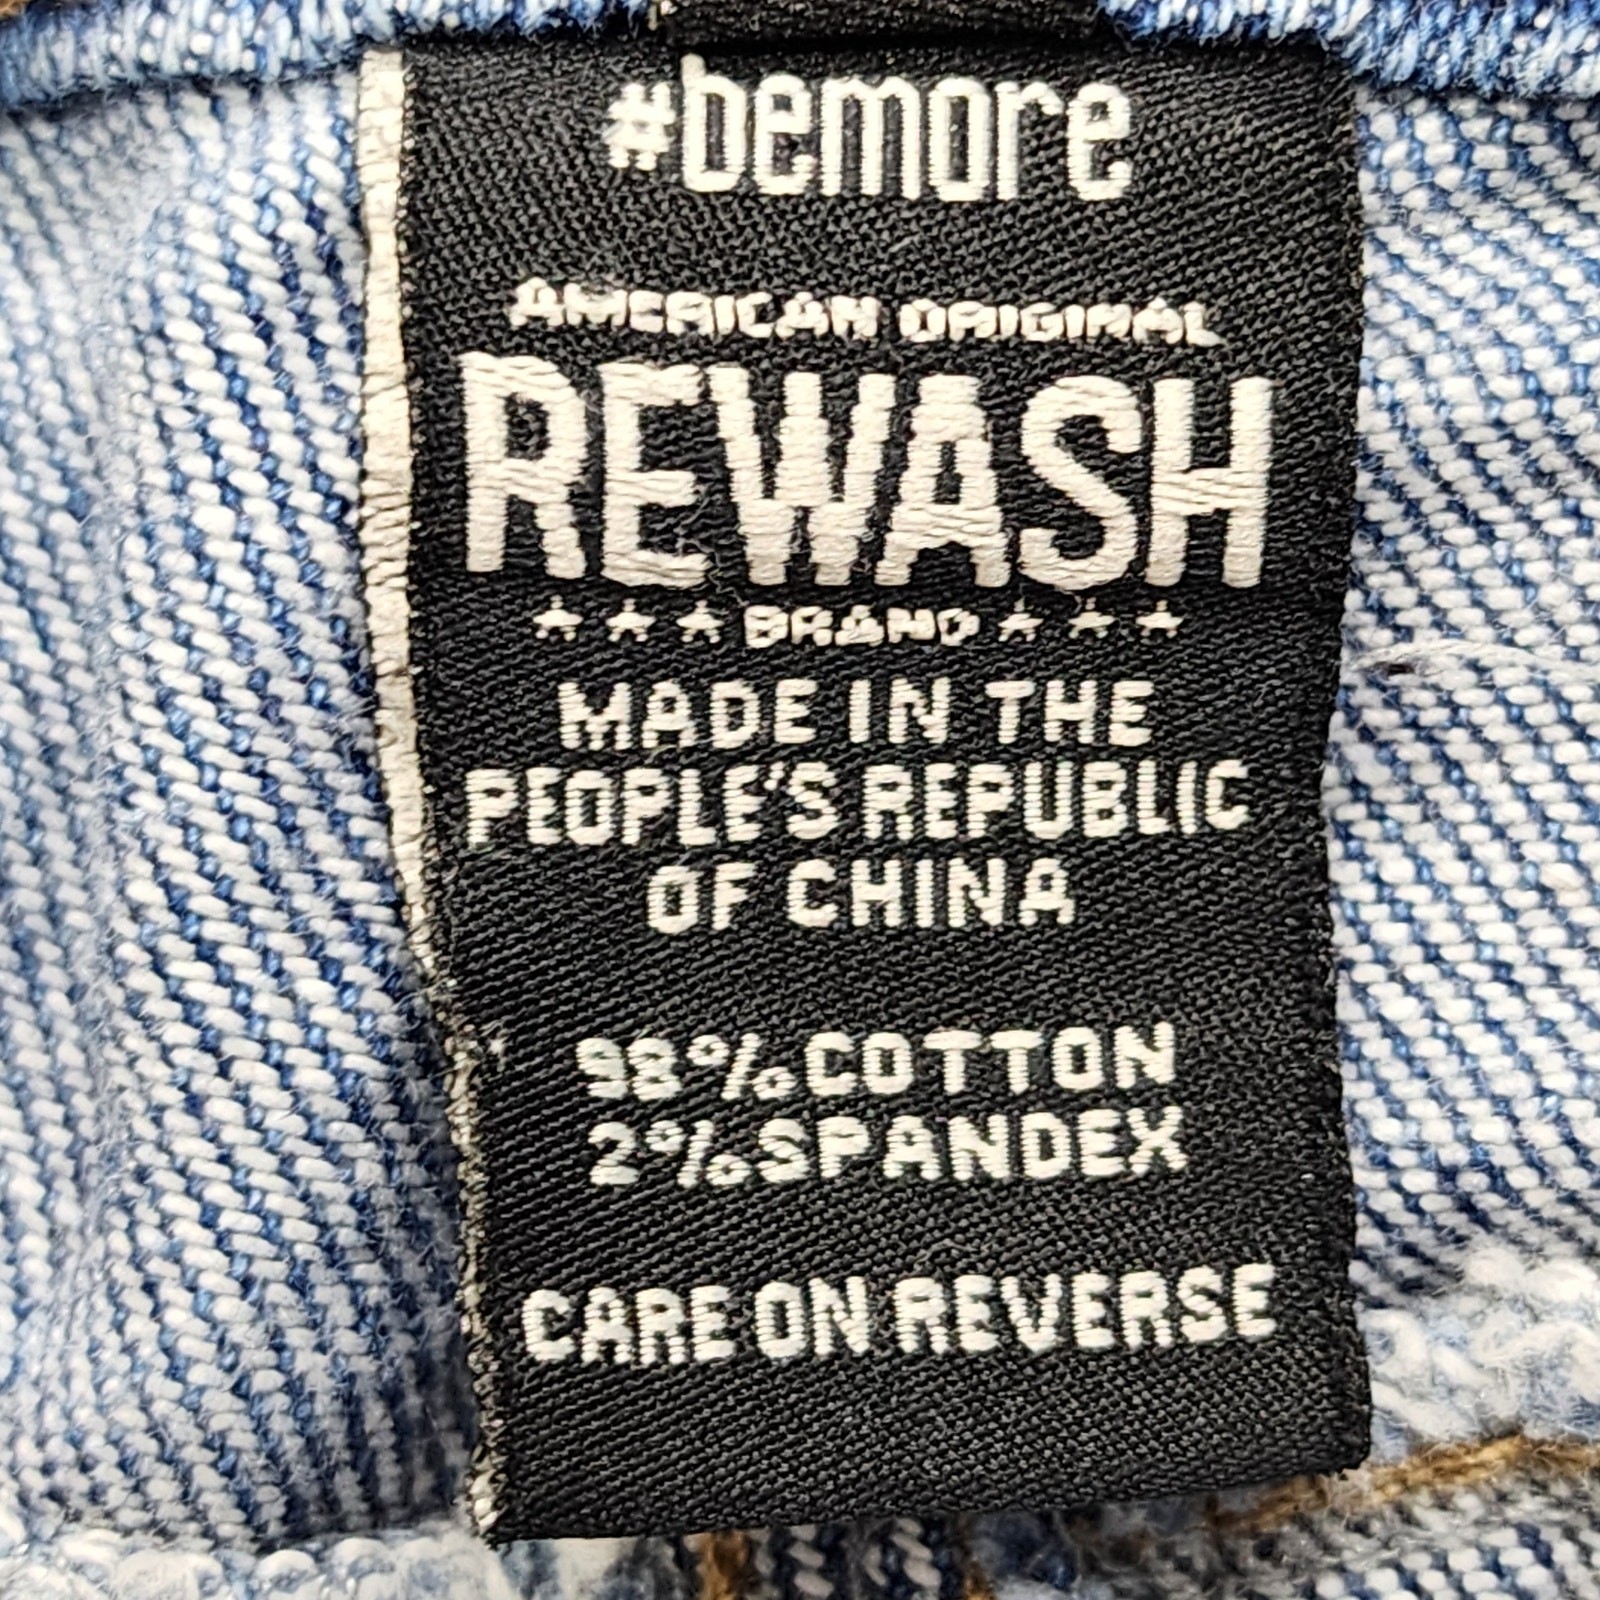 #bemore
AMERICAN ORIGINAL
REWASH
BRAND
MADE IN THE
PEOPLE'S REPUBLIC
OF CHINA
98% COTTON
2% SPANDEX
CARE ON REVERSE